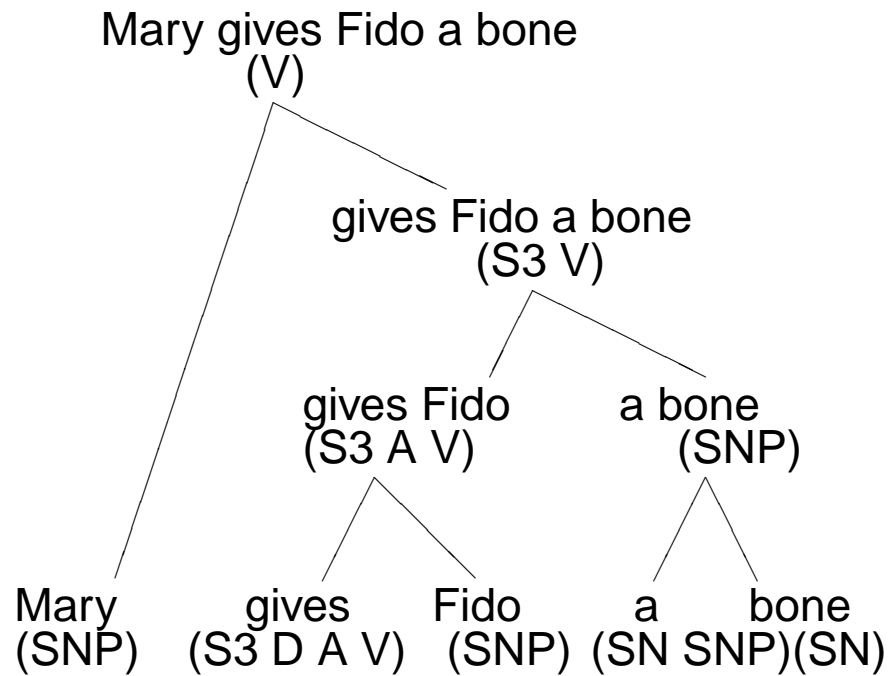 Mary gives Fido a bone
(V)
gives Fido a bone
(S3 V)
gives Fido a bone
(S3 A V) (SNP)
Mary gives Fido a bone
(SNP) (S3 D A V) (SNP) (SN SNP)(SN)